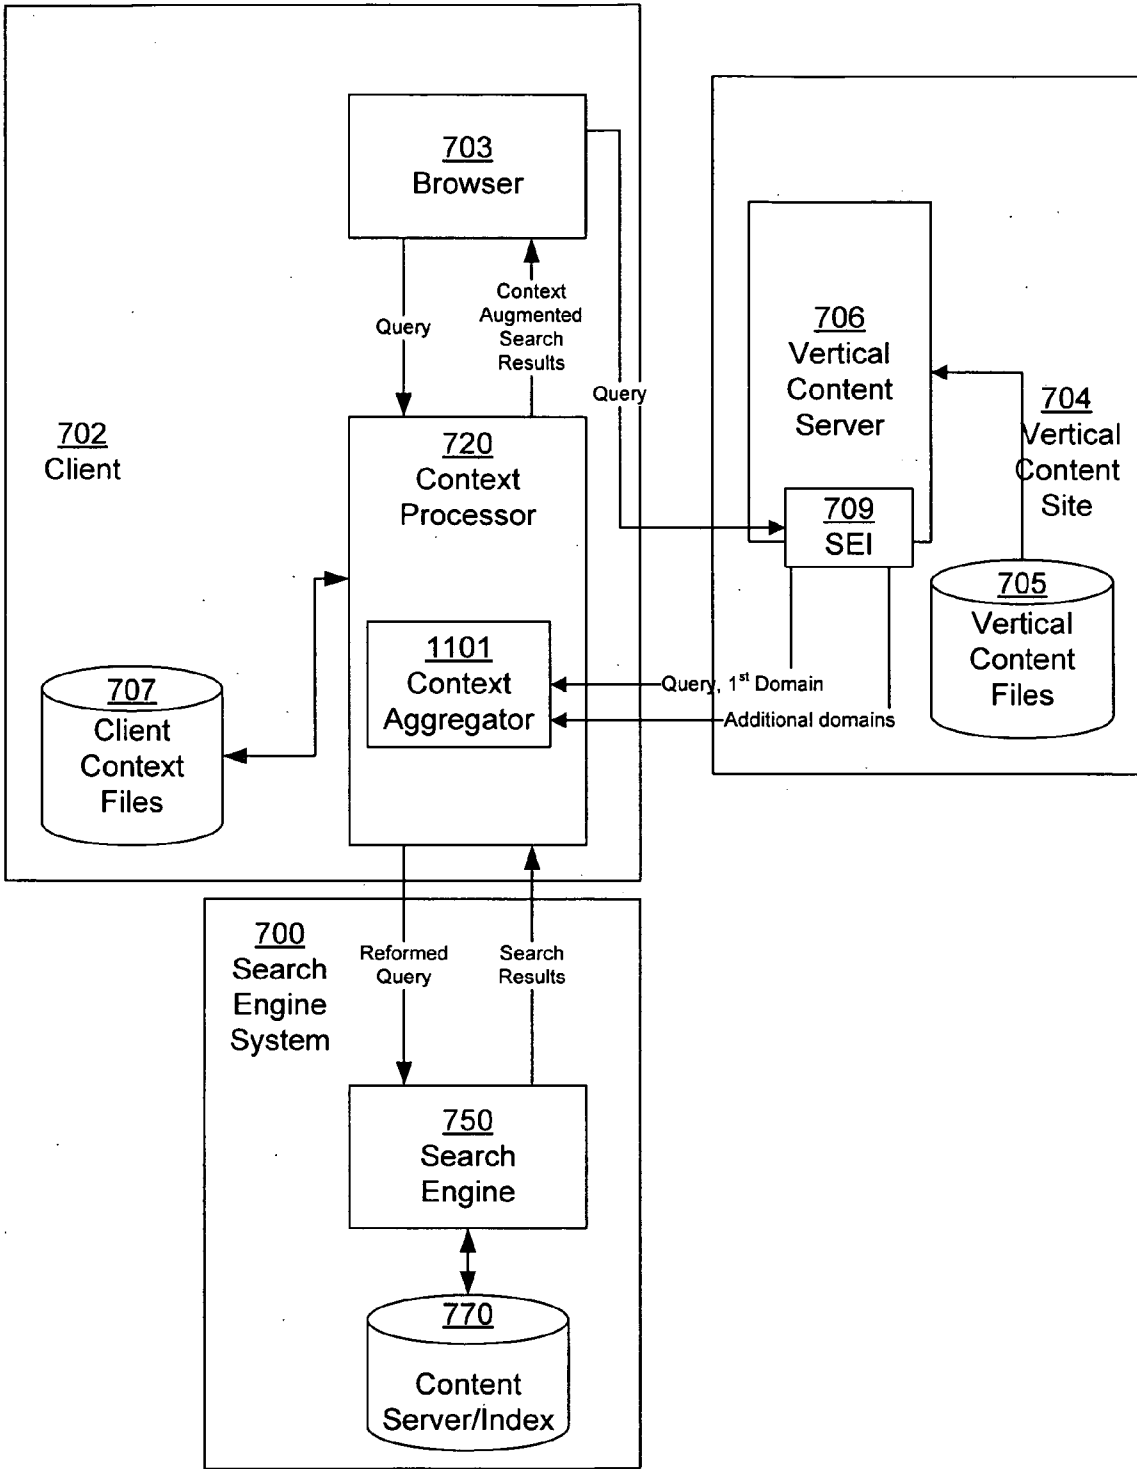 703
Browser
Query
Context
Augmented
Search
Results
Query
702
Client
720
Context
Processor
1101
Context
Aggregator
707
Client
Context
Files
706
Vertical
Content
Server
709
SEI
704
Vertical
Content
Site
705
Vertical
Content
Files
Query, 1st Domain
Additional domains
700
Search
Engine
System
Reformed
Query
Search
Results
750
Search
Engine
770
Content
Server/Index